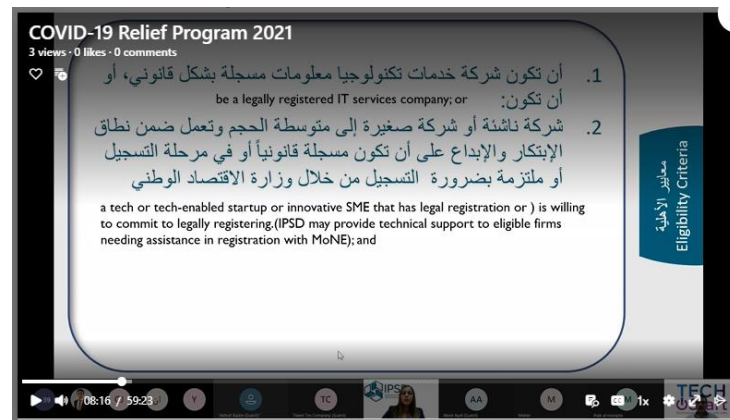 COVID-19 Relief Program 2021
3 views · 0 likes · 0 comments
1. أن تكون شركة خدمات تكنولوجيا معلومات مسجلة بشكل قانوني، أو
أن تكون:
be a legally registered IT services company; or
2. شركة ناشئة أو شركة صغيرة إلى متوسطة الحجم وتعمل ضمن نطاق
الإبتكار والإبداع على أن تكون مسجلة قانونياً أو في مرحلة التسجيل
أو ملتزمة بضرورة التسجيل من خلال وزارة الاقتصاد الوطني
a tech or tech-enabled startup or innovative SME that has legal registration or ) is willing
to commit to legally registering.(IPSD may provide technical support to eligible firms
needing assistance in registration with MoNE); and
معايير الأهلية
Eligibility Criteria
08:16 / 59:23
Y
TC
IPSD
AA
M
CC
1x
TECH
Start